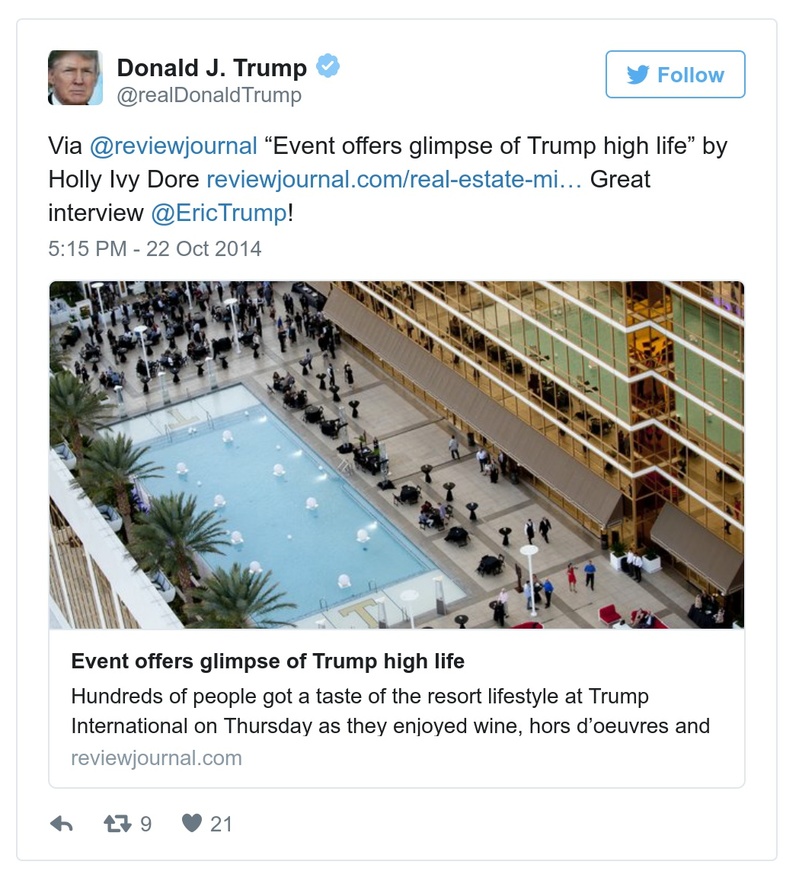 Donald J. Trump
@realDonaldTrump
Follow
Via @reviewjournal “Event offers glimpse of Trump high life” by
Holly Ivy Dore reviewjournal.com/real-estate-mi… Great
interview @EricTrump!
5:15 PM - 22 Oct 2014
T
T
Event offers glimpse of Trump high life
Hundreds of people got a taste of the resort lifestyle at Trump
International on Thursday as they enjoyed wine, hors d’oeuvres and
reviewjournal.com
9 21